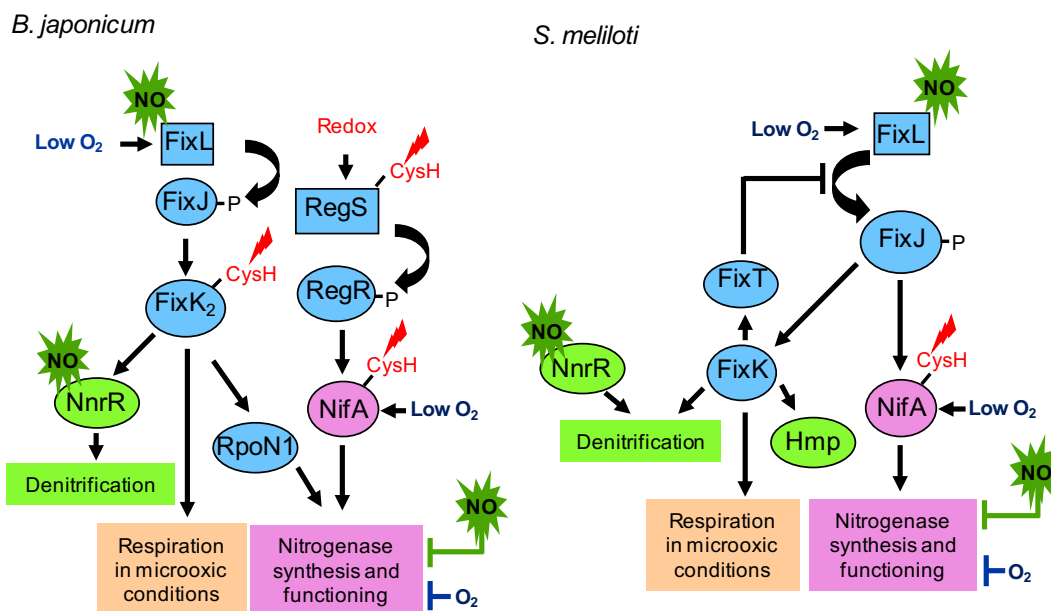 B. japonicum
NO
Low O₂
FixL
FixJ
P
CysH
FixK₂
NO
NnrR
Denitrification
RpoN1
Redox
CysH
RegS
RegR
P
CysH
NifA
Low O₂
NO
Respiration
in microoxic
conditions
Nitrogenase
synthesis and
functioning
O₂
S. meliloti
NO
Low O₂
FixL
FixJ
P
FixT
NO
NnrR
FixK
CysH
NifA
Low O₂
Denitrification
Hmp
NO
Respiration
in microoxic
conditions
Nitrogenase
synthesis and
functioning
O₂